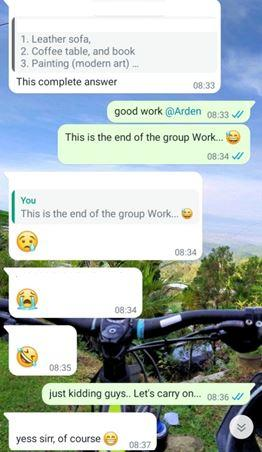 1. Leather sofa,
2. Coffee table, and book
3. Painting (modern art) ...
This complete answer
08:33
good work @Arden 08:33
This is the end of the group Work... 😅
08:34
You
This is the end of the group Work... 😅
😢
08:34
😭
08:34
🤣
08:35
just kidding guys.. Let's carry on... 08:36
yess sirr, of course 😁
08:37